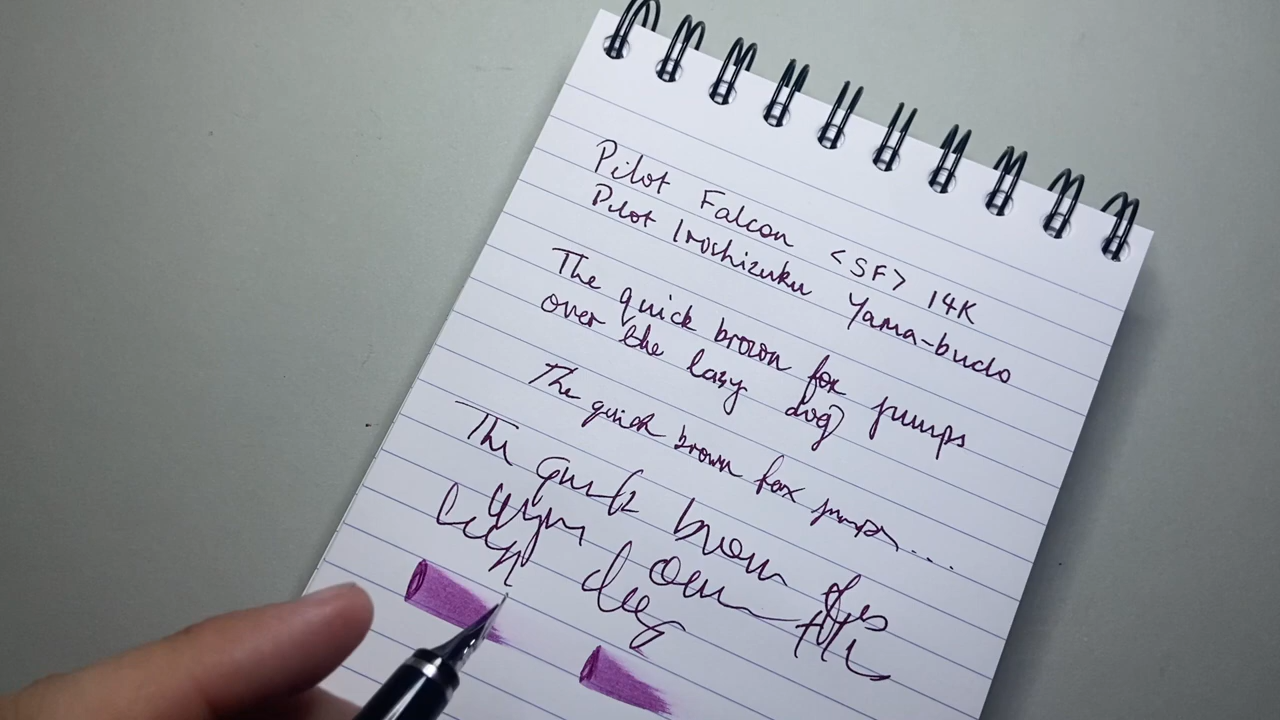 Pilot Falcon <SF> 14K
Pilot Iroshizuku Yama-budo
The quick brown fox jumps
over the lazy dog
The quick brown fox jumps...
The quick brown